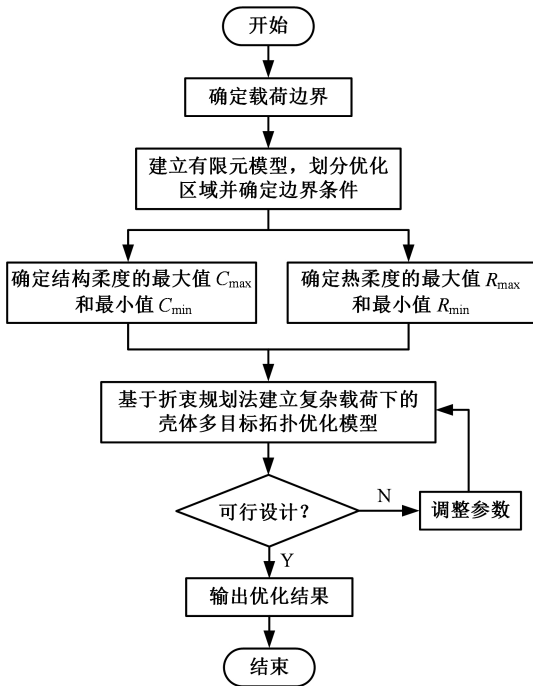 开始
确定载荷边界
建立有限元模型，划分优化
区域并确定边界条件
确定结构柔度的最大值 Cmax
和最小值 Cmin
确定热柔度的最大值 Rmax
和最小值 Rmin
基于折衷规划法建立复杂载荷下的
壳体多目标拓扑优化模型
可行设计？
N
调整参数
Y
输出优化结果
结束